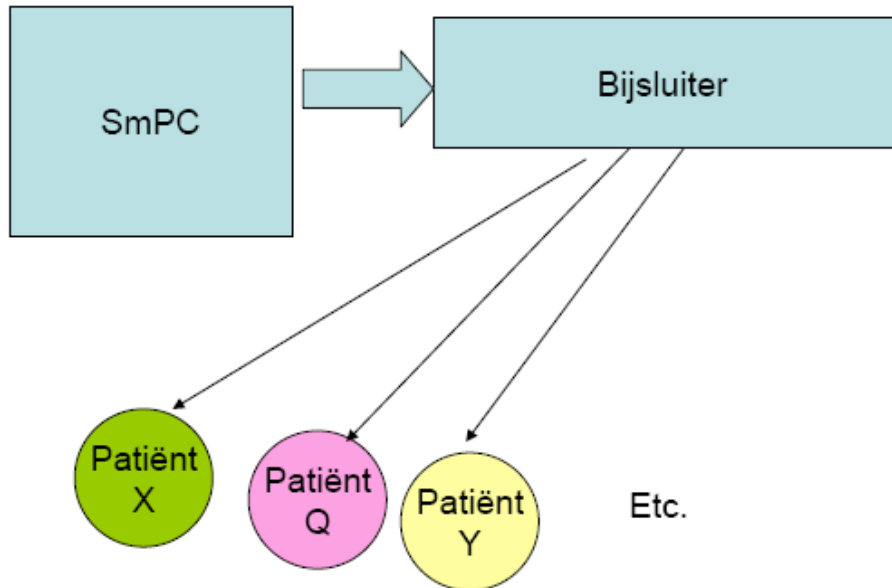 SmPC
Bijsluiter
Patiënt
X
Patiënt
Q
Patiënt
Y
Etc.